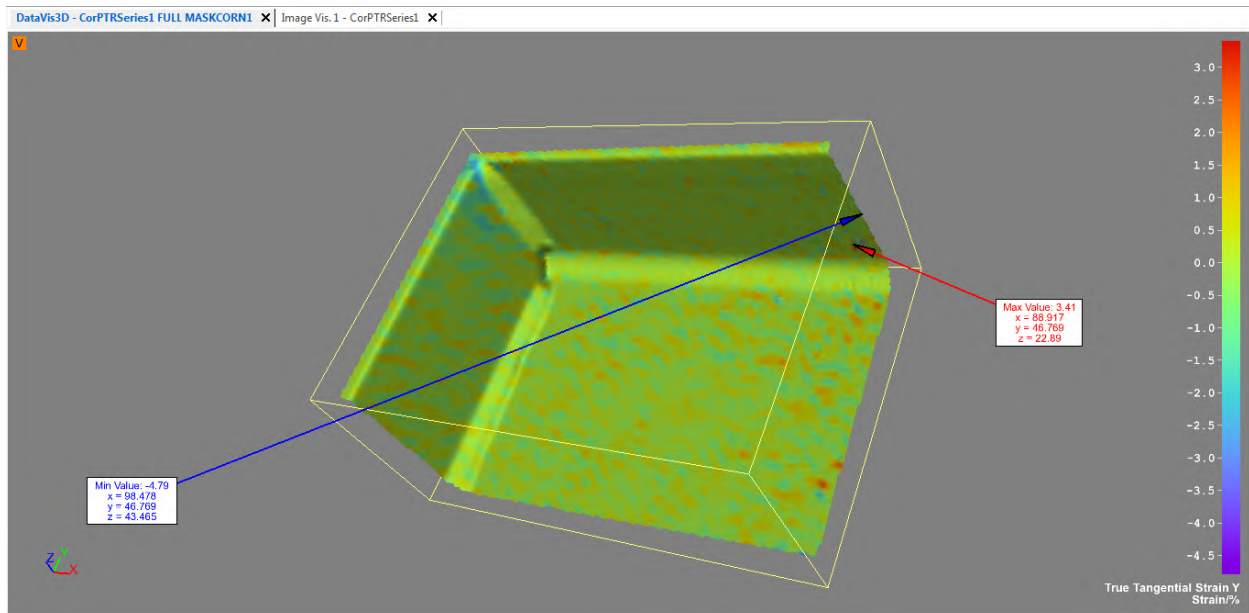 DataVis3D - CorPTRSeries1 FULL MASKCORN1 X Image Vis. 1 - CorPTRSeries1 X
V
3.0
2.5
2.0
1.5
1.0
0.5
0.0
-0.5
-1.0
-1.5
-2.0
-2.5
-3.0
-3.5
-4.0
-4.5
Max Value: 3.41
x = 88.917
y = 46.769
z = 22.89
Min Value: -4.79
x = 98.478
y = 46.769
z = 43.465
Z Y X
True Tangential Strain Y
Strain/%